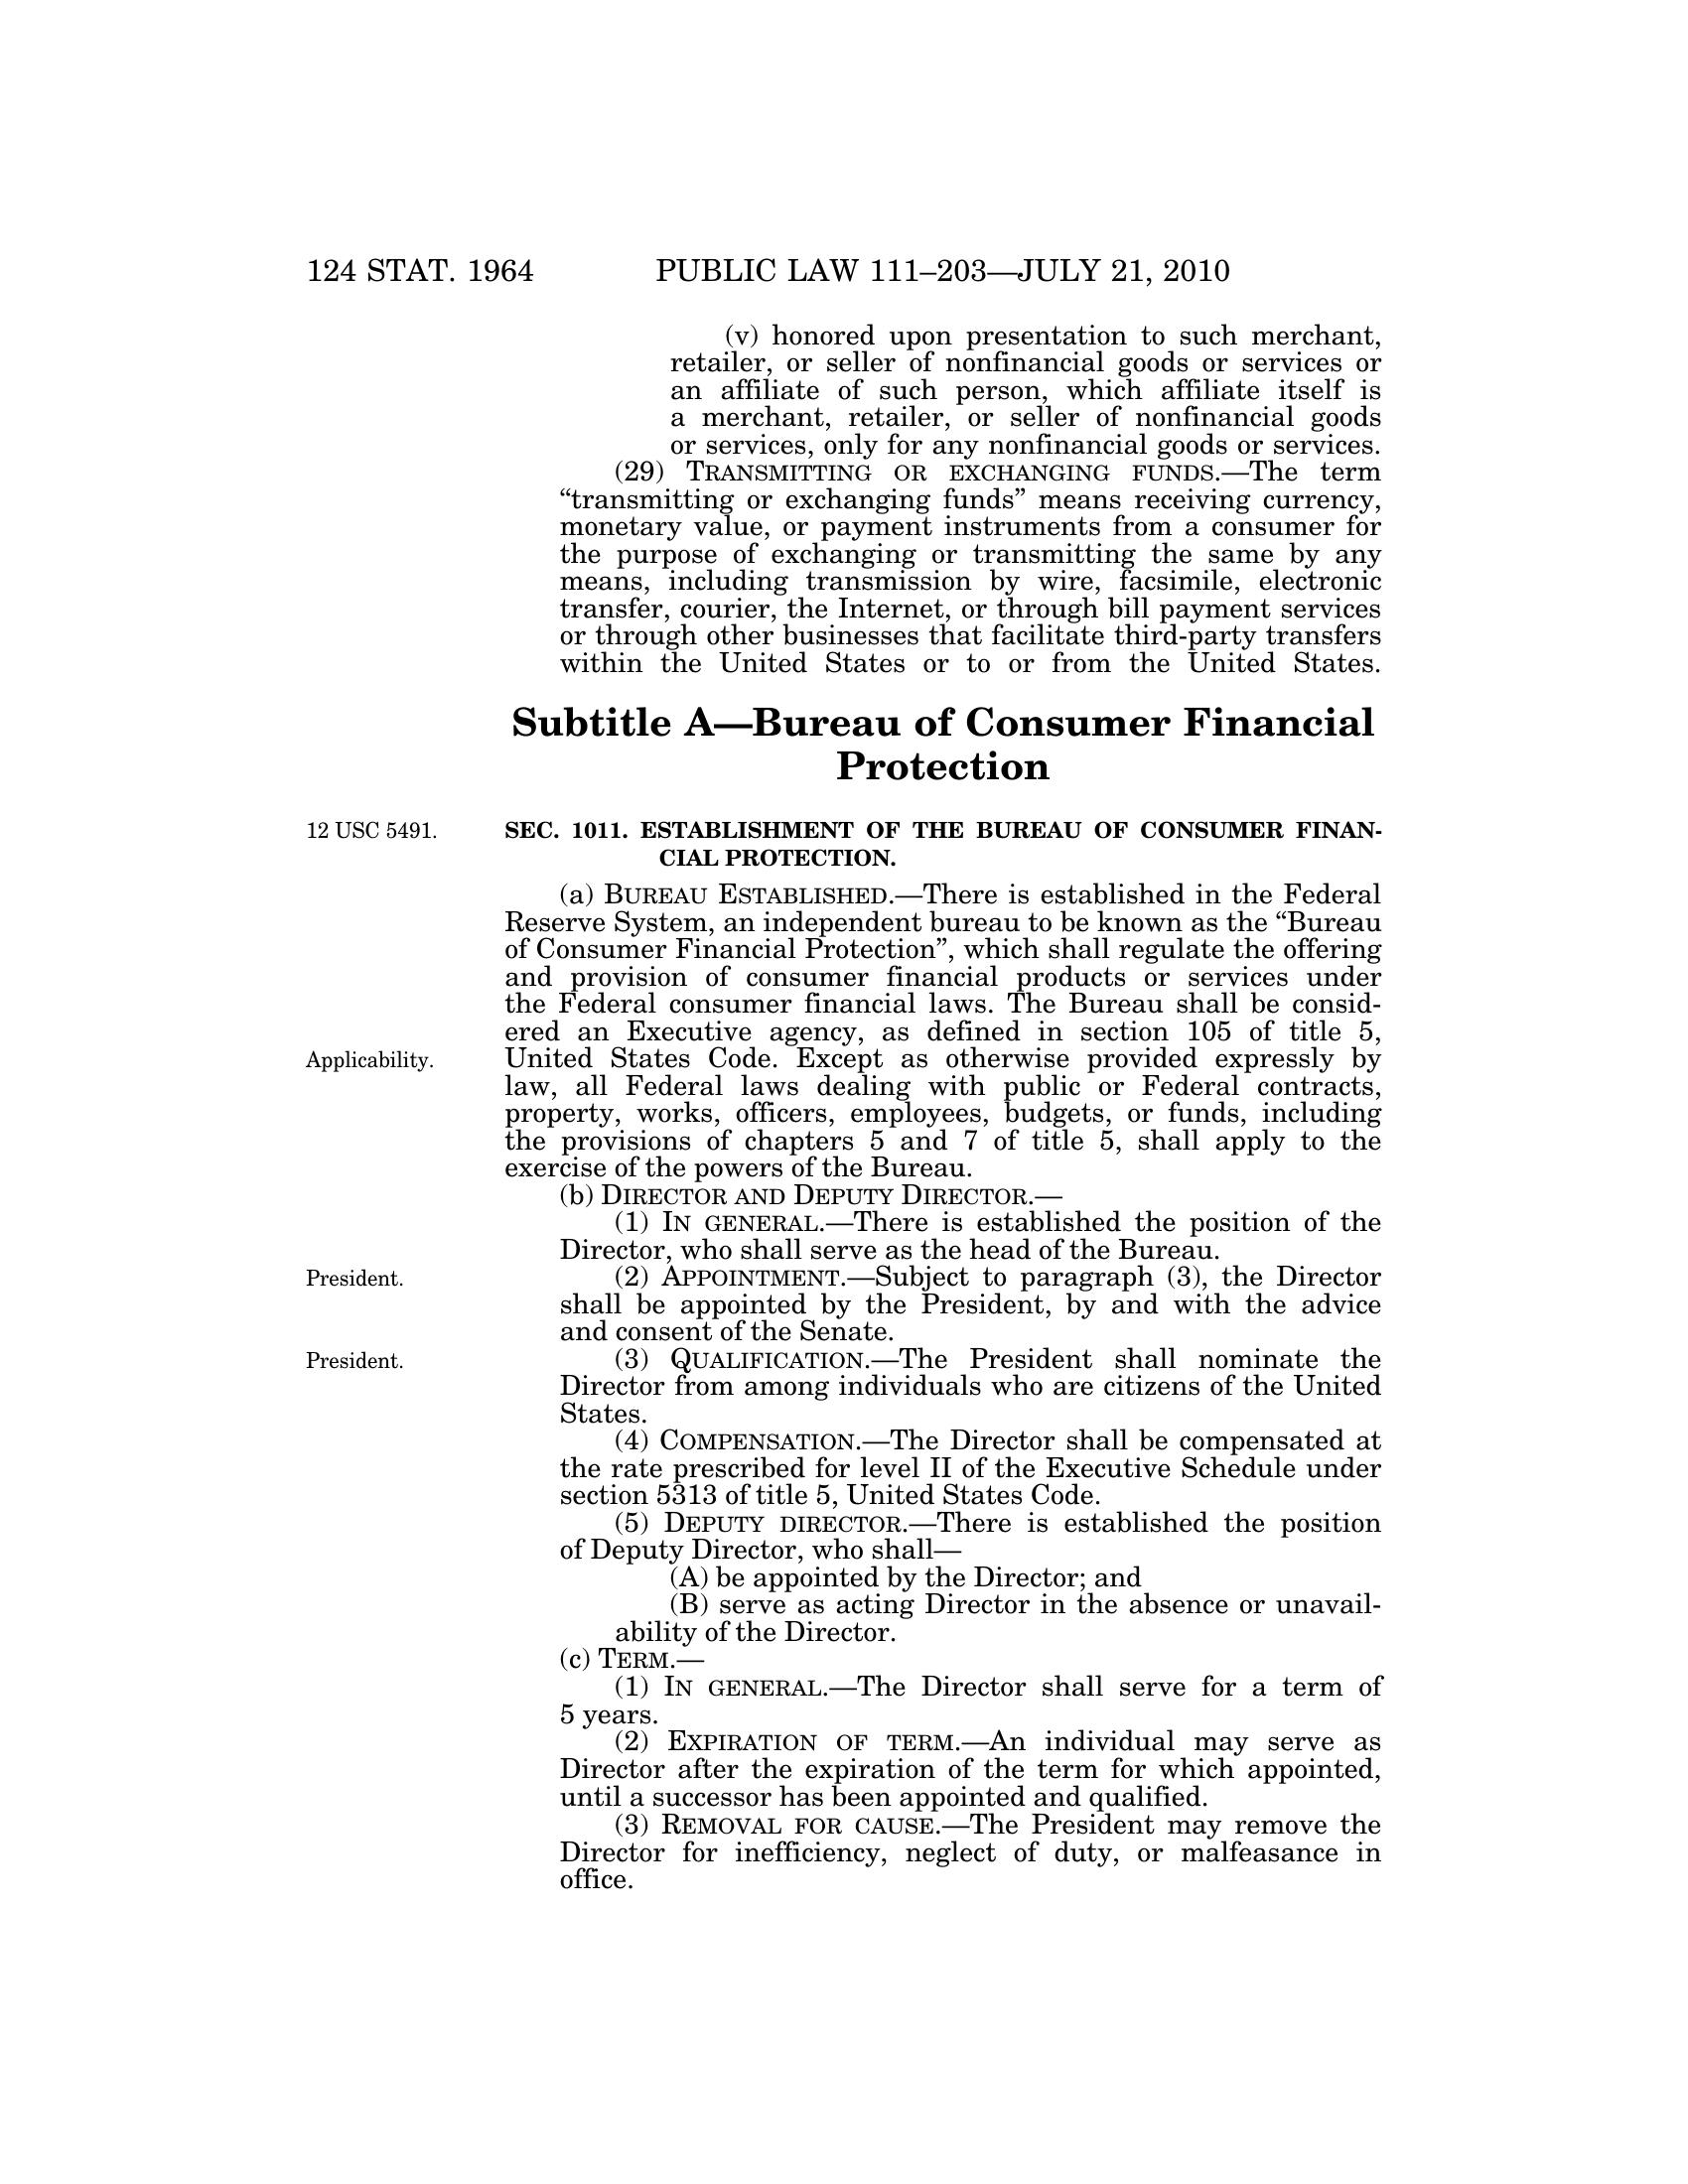 124 STAT. 1964 PUBLIC LAW 111–203—JULY 21, 2010
(v) honored upon presentation to such merchant,
retailer, or seller of nonfinancial goods or services or
an affiliate of such person, which affiliate itself is
a merchant, retailer, or seller of nonfinancial goods
or services, only for any nonfinancial goods or services.
(29) TRANSMITTING OR EXCHANGING FUNDS.—The term
“transmitting or exchanging funds” means receiving currency,
monetary value, or payment instruments from a consumer for
the purpose of exchanging or transmitting the same by any
means, including transmission by wire, facsimile, electronic
transfer, courier, the Internet, or through bill payment services
or through other businesses that facilitate third-party transfers
within the United States or to or from the United States.
Subtitle A—Bureau of Consumer Financial
Protection
12 USC 5491.
SEC. 1011. ESTABLISHMENT OF THE BUREAU OF CONSUMER FINAN-
CIAL PROTECTION.
(a) BUREAU ESTABLISHED.—There is established in the Federal
Reserve System, an independent bureau to be known as the “Bureau
of Consumer Financial Protection”, which shall regulate the offering
and provision of consumer financial products or services under
the Federal consumer financial laws. The Bureau shall be consid-
ered an Executive agency, as defined in section 105 of title 5,
Applicability.
United States Code. Except as otherwise provided expressly by
law, all Federal laws dealing with public or Federal contracts,
property, works, officers, employees, budgets, or funds, including
the provisions of chapters 5 and 7 of title 5, shall apply to the
exercise of the powers of the Bureau.
(b) DIRECTOR AND DEPUTY DIRECTOR.—
(1) IN GENERAL.—There is established the position of the
Director, who shall serve as the head of the Bureau.
President.
(2) APPOINTMENT.—Subject to paragraph (3), the Director
shall be appointed by the President, by and with the advice
and consent of the Senate.
President.
(3) QUALIFICATION.—The President shall nominate the
Director from among individuals who are citizens of the United
States.
(4) COMPENSATION.—The Director shall be compensated at
the rate prescribed for level II of the Executive Schedule under
section 5313 of title 5, United States Code.
(5) DEPUTY DIRECTOR.—There is established the position
of Deputy Director, who shall—
(A) be appointed by the Director; and
(B) serve as acting Director in the absence or unavail-
ability of the Director.
(c) TERM.—
(1) IN GENERAL.—The Director shall serve for a term of
5 years.
(2) EXPIRATION OF TERM.—An individual may serve as
Director after the expiration of the term for which appointed,
until a successor has been appointed and qualified.
(3) REMOVAL FOR CAUSE.—The President may remove the
Director for inefficiency, neglect of duty, or malfeasance in
office.